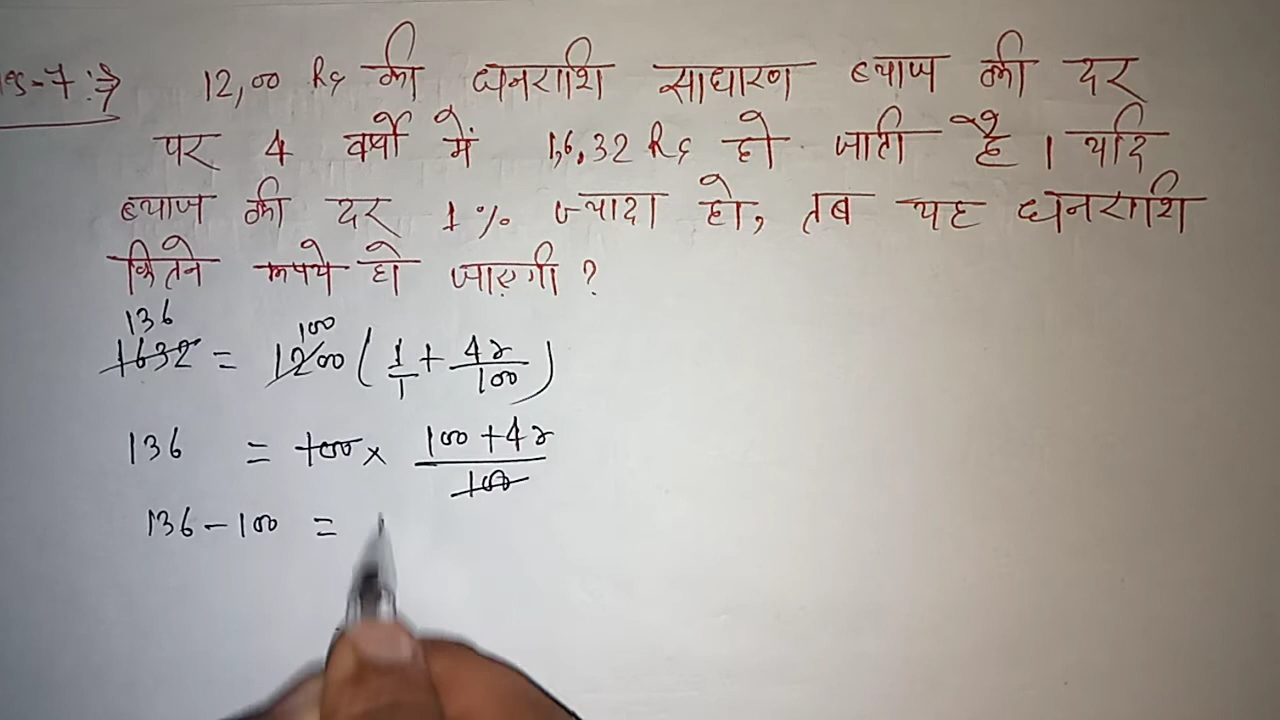 es-7 :⇒ 12,00 Rs की धनराशि साधारण ब्याज की दर
पर 4 वर्षो में 1,6,32 Rs हो जाती है । यदि
ब्याज की दर 1% ज्यादा हो, तब यह धनराशि
कितने रूपये हो जाएगी ?
136 100
1632 = 1200 ( 1/1 + 4r/100 )
136 = 100 × (100 + 4r)/100
136 - 100 =